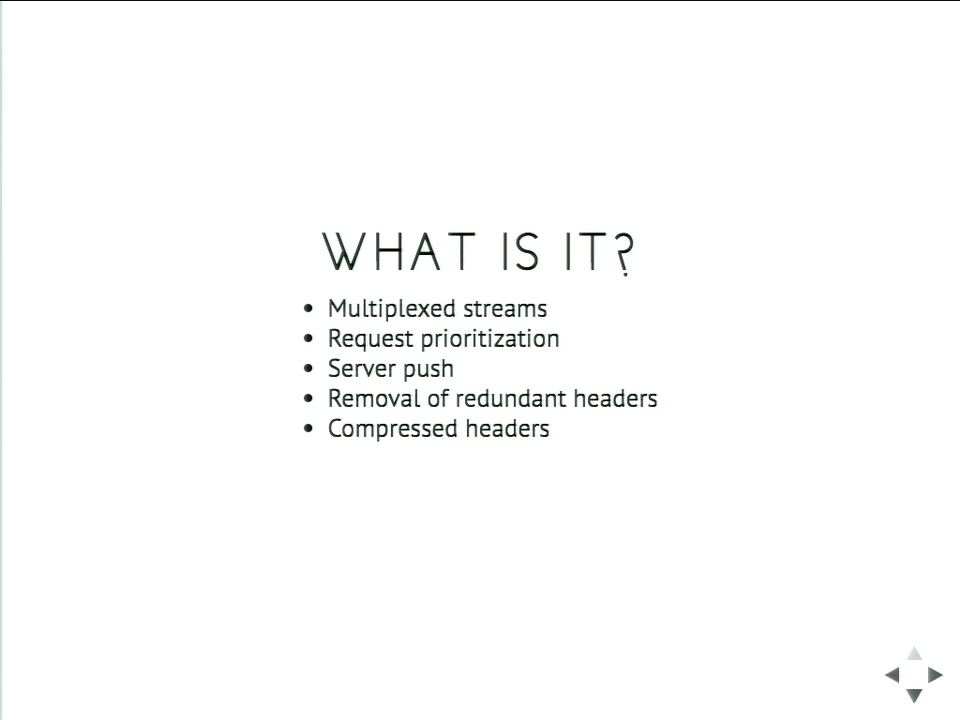 WHAT IS IT?
• Multiplexed streams
• Request prioritization
• Server push
• Removal of redundant headers
• Compressed headers